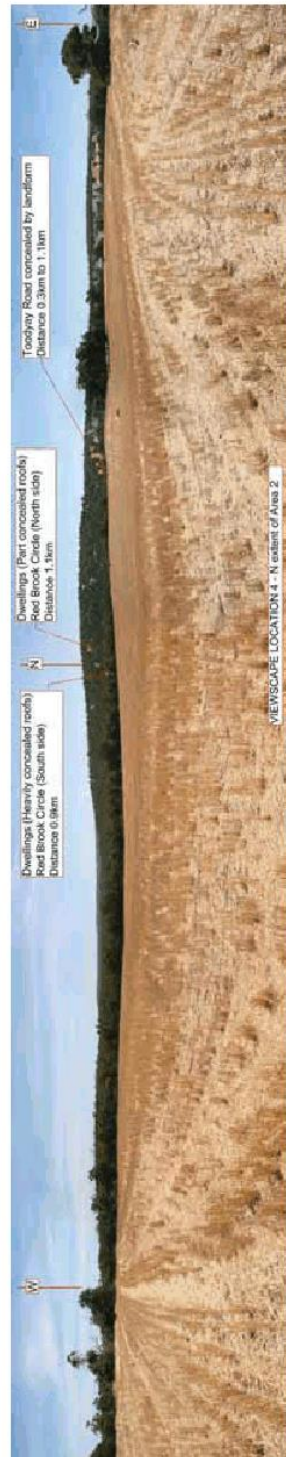 W
Dwellings (Heavily concealed roofs)
Red Brook Circle (South side)
Distance 0.9km
N
Dwellings (Part concealed roofs)
Red Brook Circle (North side)
Distance 1.1km
Toodyay Road concealed by landform
Distance 0.3km to 1.1km
E
VIEWSCAPE LOCATION 4 - N extent of Area 2